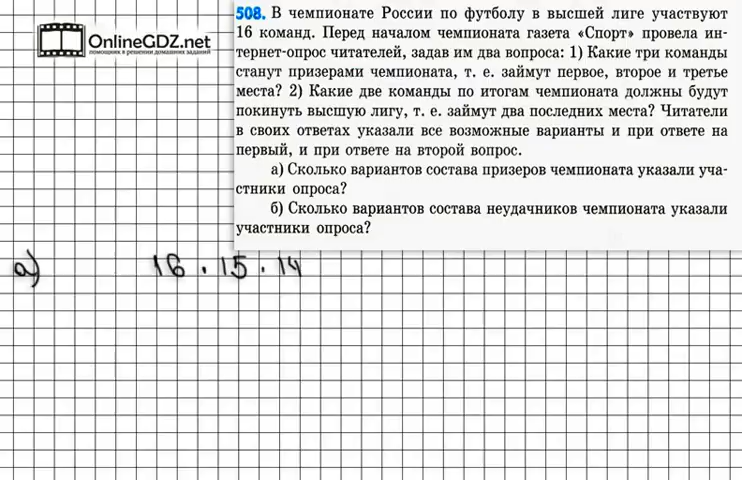 OnlineGDZ.net
помощник в решении домашних заданий
508. В чемпионате России по футболу в высшей лиге участвуют
16 команд. Перед началом чемпионата газета «Спорт» провела ин-
тернет-опрос читателей, задав им два вопроса: 1) Какие три команды
станут призерами чемпионата, т. е. займут первое, второе и третье
места? 2) Какие две команды по итогам чемпионата должны будут
покинуть высшую лигу, т. е. займут два последних места? Читатели
в своих ответах указали все возможные варианты и при ответе на
первый, и при ответе на второй вопрос.
а) Сколько вариантов состава призеров чемпионата указали уча-
стники опроса?
б) Сколько вариантов состава неудачников чемпионата указали
участники опроса?
а) 16 · 15 · 14